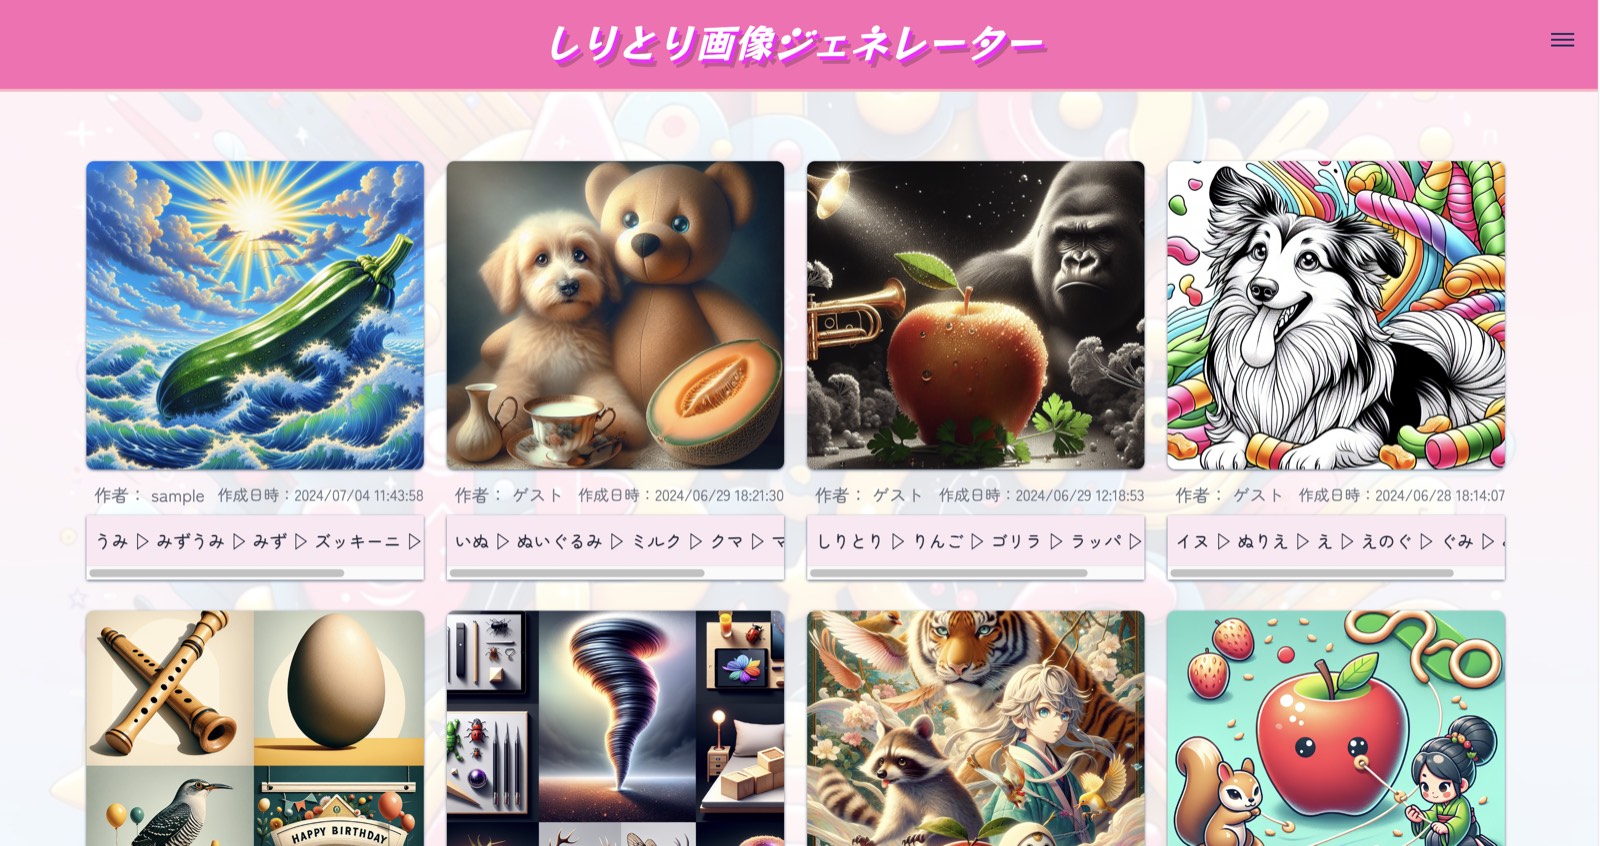 しりとり画像ジェネレーター
作者： sample 作成日時：2024/07/04 11:43:58
うみ ▷ みずうみ ▷ みず ▷ ズッキーニ ▷
作者： ゲスト 作成日時：2024/06/29 18:21:30
いぬ ▷ ぬいぐるみ ▷ ミルク ▷ クマ ▷ マ
作者： ゲスト 作成日時：2024/06/29 12:18:53
しりとり ▷ りんご ▷ ゴリラ ▷ ラッパ ▷
作者： ゲスト 作成日時：2024/06/28 18:14:07
イヌ ▷ ぬりえ ▷ え ▷ えのぐ ▷ ぐみ ▷
HAPPY BIRTHDAY